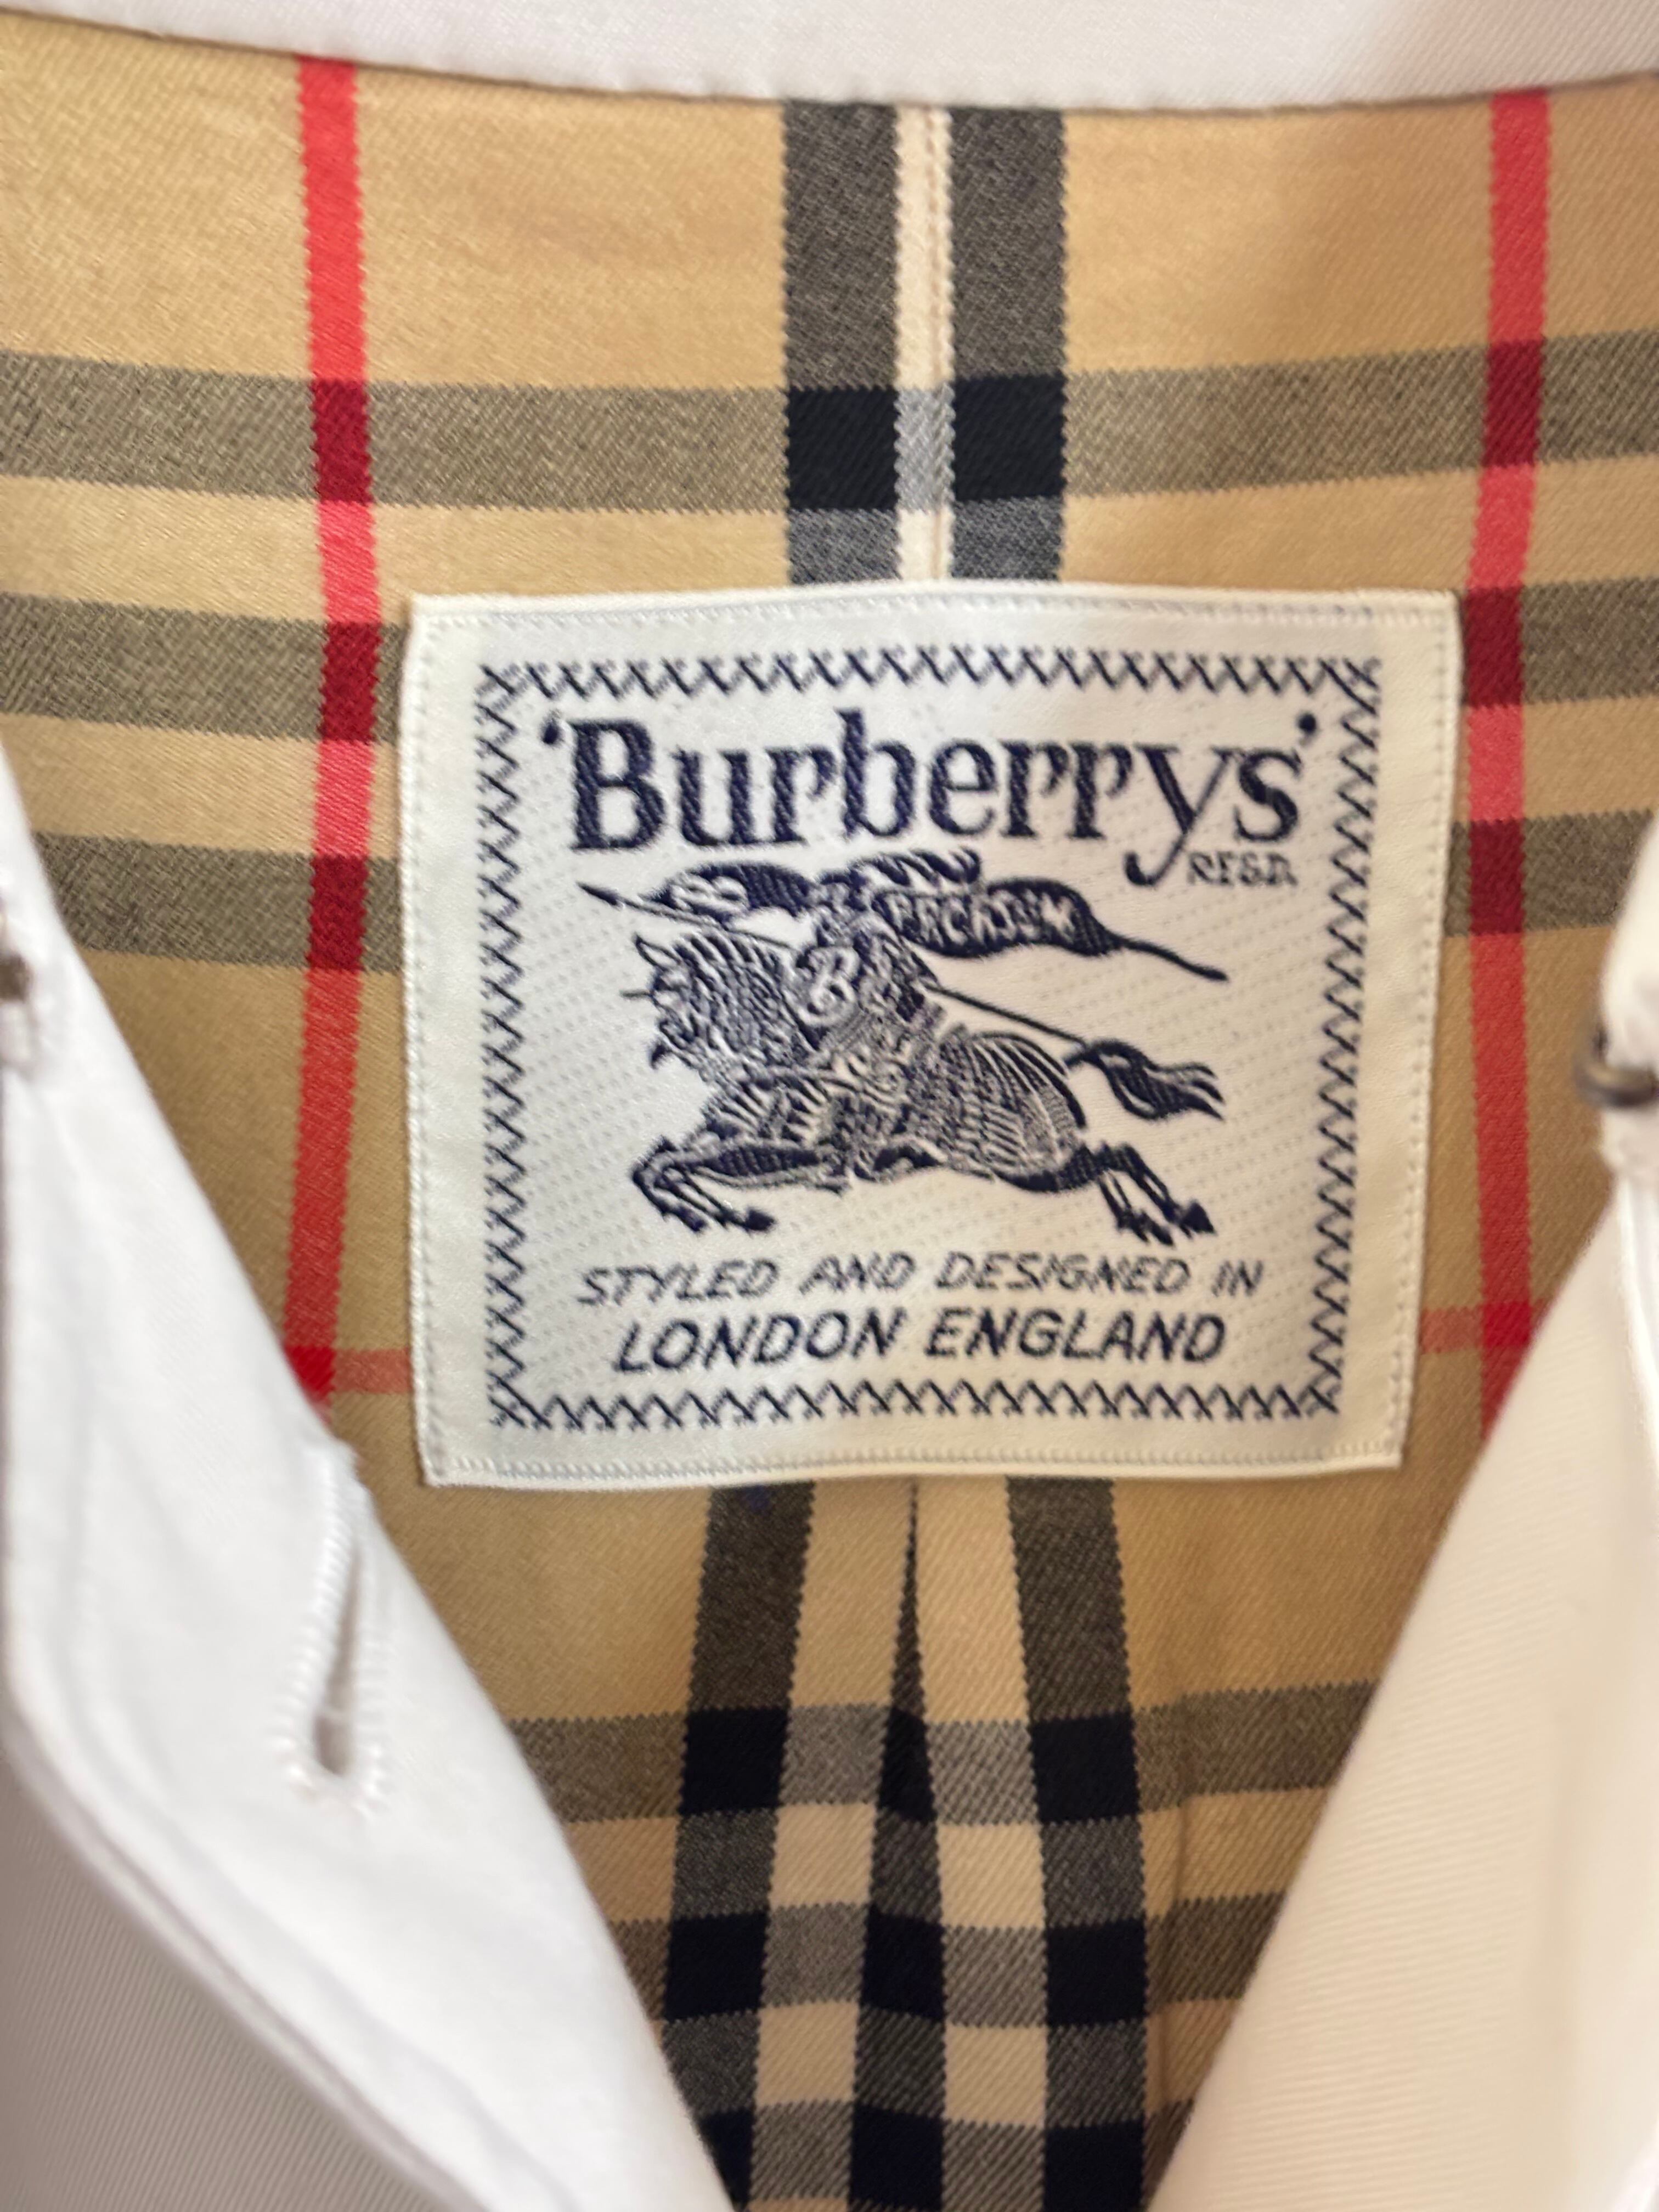 'Burberrys'
REGD.
B
STYLED AND DESIGNED IN
LONDON ENGLAND